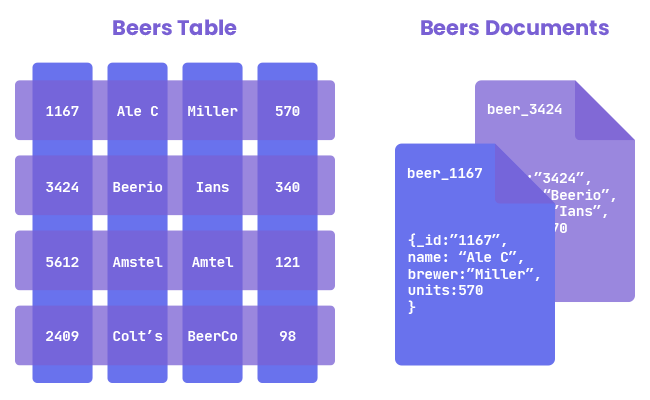 Beers Table
Beers Documents
1167 Ale C Miller 570
3424 Beerio Ians 340
5612 Amstel Amtel 121
2409 Colt’s BeerCo 98
beer_3424
:”3424”,
“Beerio”,
”Ians”,
70
beer_1167
{_id:”1167”,
name: “Ale C”,
brewer:”Miller”,
units:570
}